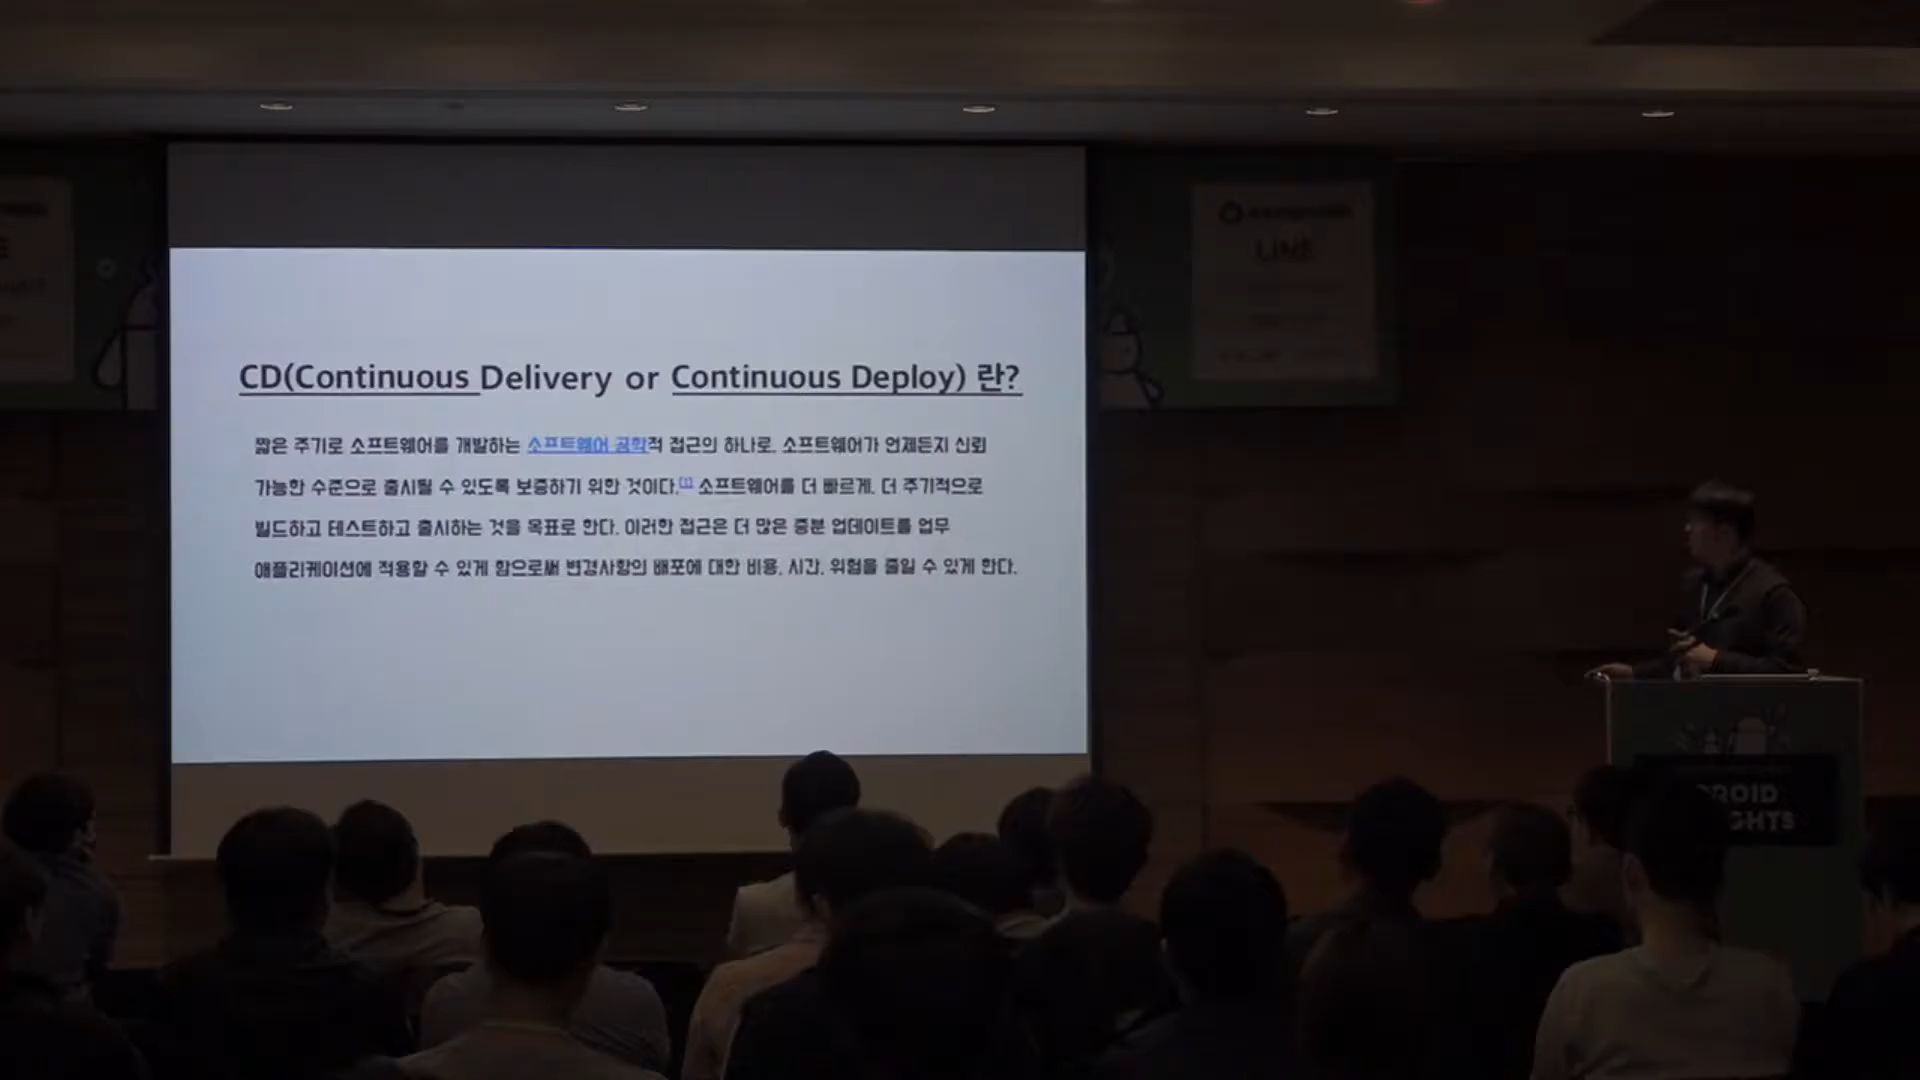 CD(Continuous Delivery or Continuous Deploy) 란?
짧은 주기로 소프트웨어를 개발하는 소프트웨어 공학적 접근의 하나로, 소프트웨어가 언제든지 신뢰
가능한 수준으로 출시될 수 있도록 보증하기 위한 것이다.[1] 소프트웨어를 더 빠르게, 더 주기적으로
빌드하고 테스트하고 출시하는 것을 목표로 한다. 이러한 접근은 더 많은 증분 업데이트를 업무
애플리케이션에 적용할 수 있게 함으로써 변경사항의 배포에 대한 비용, 시간, 위험을 줄일 수 있게 한다.
LINE
ROID
GHTS